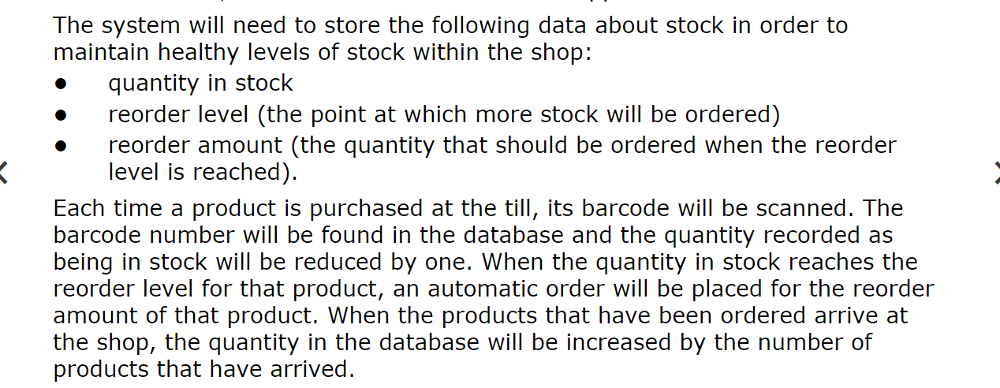 The system will need to store the following data about stock in order to
maintain healthy levels of stock within the shop:
● quantity in stock
● reorder level (the point at which more stock will be ordered)
● reorder amount (the quantity that should be ordered when the reorder
level is reached).
Each time a product is purchased at the till, its barcode will be scanned. The
barcode number will be found in the database and the quantity recorded as
being in stock will be reduced by one. When the quantity in stock reaches the
reorder level for that product, an automatic order will be placed for the reorder
amount of that product. When the products that have been ordered arrive at
the shop, the quantity in the database will be increased by the number of
products that have arrived.